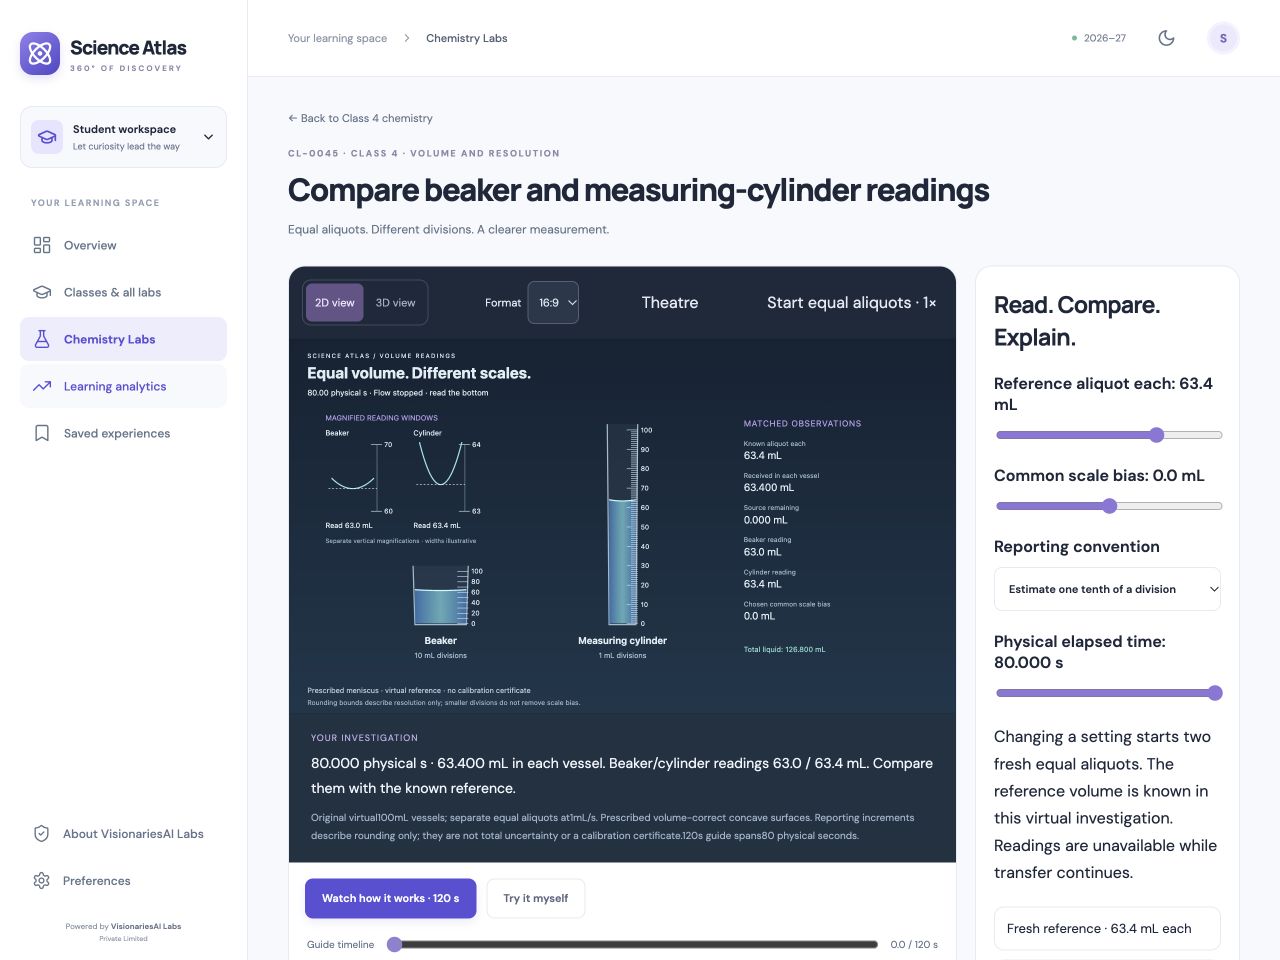 Science Atlas
360° OF DISCOVERY
Student workspace
Let curiosity lead the way
YOUR LEARNING SPACE
Overview
Classes & all labs
Chemistry Labs
Learning analytics
Saved experiences
About VisionariesAI Labs
Preferences
Powered by VisionariesAI Labs
Private Limited
Your learning space > Chemistry Labs
2026–27
S
← Back to Class 4 chemistry
CL-0045 · CLASS 4 · VOLUME AND RESOLUTION
Compare beaker and measuring-cylinder readings
Equal aliquots. Different divisions. A clearer measurement.
2D view
3D view
Format
16:9
Theatre
Start equal aliquots · 1×
SCIENCE ATLAS / VOLUME READINGS
Equal volume. Different scales.
80.00 physical s · Flow stopped · read the bottom
MAGNIFIED READING WINDOWS
Beaker
Cylinder
70
60
64
63
Read 63.0 mL
Read 63.4 mL
Separate vertical magnifications · widths illustrative
100
80
60
40
20
0
Beaker
10 mL divisions
100
90
80
70
60
50
40
30
20
10
0
Measuring cylinder
1 mL divisions
MATCHED OBSERVATIONS
Known aliquot each
63.4 mL
Received in each vessel
63.400 mL
Source remaining
0.000 mL
Beaker reading
63.0 mL
Cylinder reading
63.4 mL
Chosen common scale bias
0.0 mL
Total liquid: 126.800 mL
Prescribed meniscus · virtual reference · no calibration certificate
Rounding bounds describe resolution only; smaller divisions do not remove scale bias.
YOUR INVESTIGATION
80.000 physical s · 63.400 mL in each vessel. Beaker/cylinder readings 63.0 / 63.4 mL. Compare
them with the known reference.
Original virtual100mL vessels; separate equal aliquots at1mL/s. Prescribed volume-correct concave surfaces. Reporting increments
describe rounding only; they are not total uncertainty or a calibration certificate.120s guide spans80 physical seconds.
Watch how it works · 120 s
Try it myself
Guide timeline
0.0 / 120 s
Read. Compare.
Explain.
Reference aliquot each: 63.4
mL
Common scale bias: 0.0 mL
Reporting convention
Estimate one tenth of a division
Physical elapsed time:
80.000 s
Changing a setting starts two
fresh equal aliquots. The
reference volume is known in
this virtual investigation.
Readings are unavailable while
transfer continues.
Fresh reference · 63.4 mL each